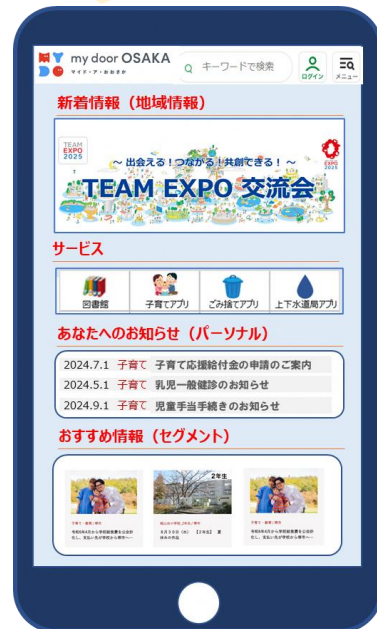 my door OSAKA
マイド・ア・おおさか
キーワードで検索
ログイン
メニュー
新着情報（地域情報）
TEAM
EXPO
2025
～ 出会える！つながる！共創できる！ ～
TEAM EXPO 交流会
EXPO
2025
サービス
図書館
子育てアプリ
ごみ捨てアプリ
上下水道局アプリ
あなたへのお知らせ（パーソナル）
2024.7.1 子育て 子育て応援給付金の申請のご案内
2024.5.1 子育て 乳児一般健診のお知らせ
2024.9.1 子育て 児童手当手続きのお知らせ
おすすめ情報（セグメント）
2年生